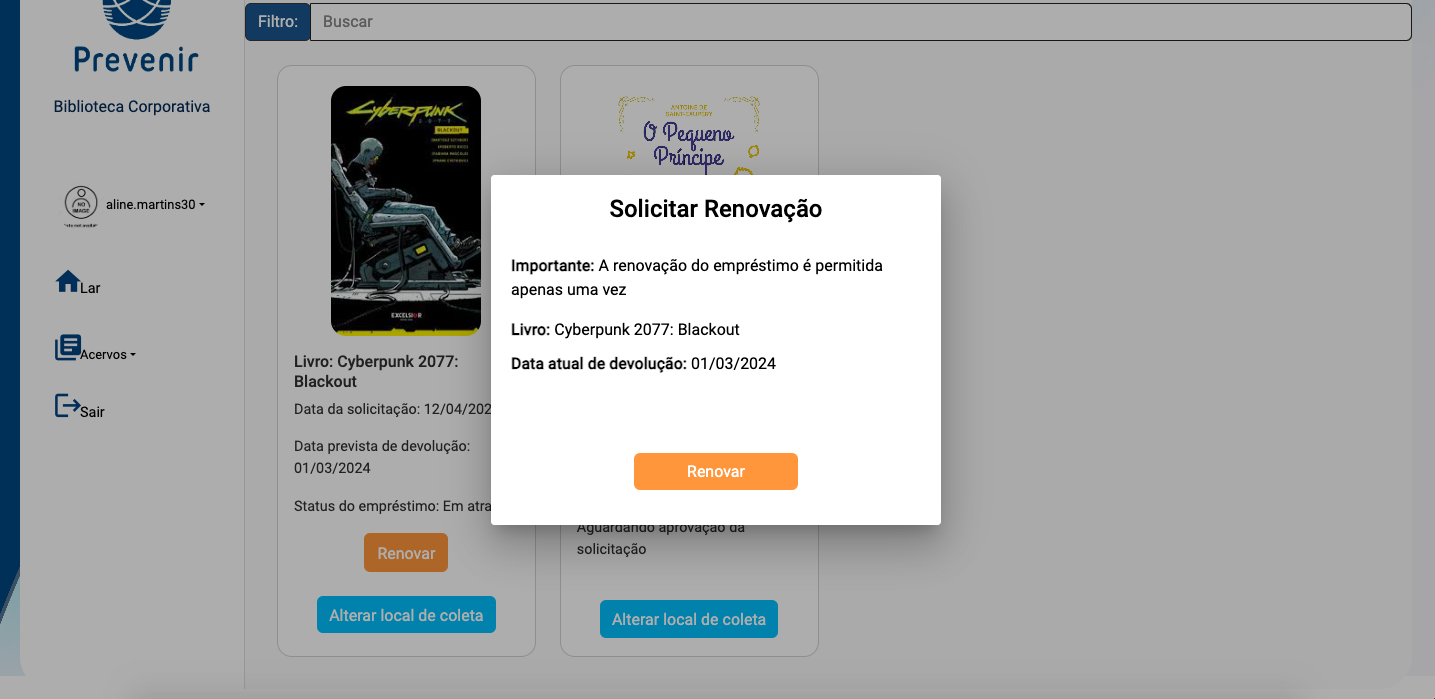 Filtro:
Buscar
Prevenir
Biblioteca Corporativa
aline.martins30
Lar
Acervos
Sair
CYBERPUNK
2077
BLACKOUT
EXCELSIOR
Livro: Cyberpunk 2077:
Blackout
Data da solicitação: 12/04/202
Data prevista de devolução:
01/03/2024
Status do empréstimo: Em atra
Renovar
Alterar local de coleta
ANTOINE DE
SAINT-EXUPÉRY
O Pequeno
Príncipe
Aguardando aprovação da
solicitação
Alterar local de coleta
Solicitar Renovação
Importante: A renovação do empréstimo é permitida
apenas uma vez
Livro: Cyberpunk 2077: Blackout
Data atual de devolução: 01/03/2024
Renovar
NO
IMAGE